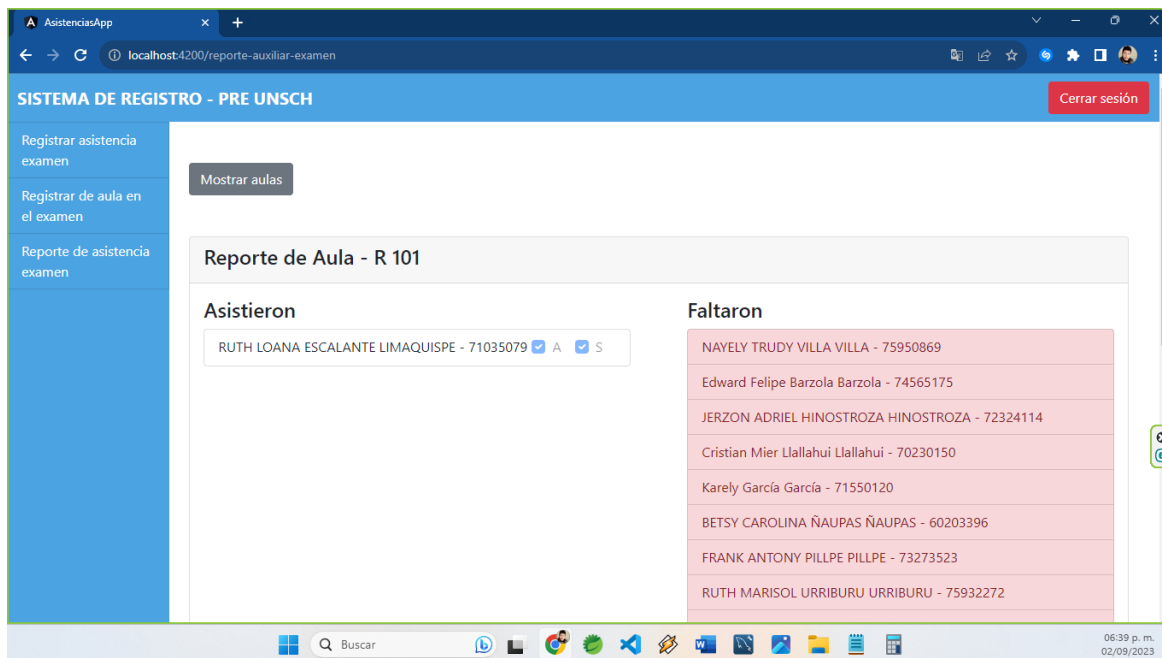 AsistenciasApp
localhost:4200/reporte-auxiliar-examen
SISTEMA DE REGISTRO - PRE UNSCH
Cerrar sesión
Registrar asistencia
examen
Registrar de aula en
el examen
Reporte de asistencia
examen
Mostrar aulas
Reporte de Aula - R 101
Asistieron
RUTH LOANA ESCALANTE LIMAQUISPE - 71035079 A S
Faltaron
NAYELY TRUDY VILLA VILLA - 75950869
Edward Felipe Barzola Barzola - 74565175
JERZON ADRIEL HINOSTROZA HINOSTROZA - 72324114
Cristian Mier Llallahui Llallahui - 70230150
Karely García García - 71550120
BETSY CAROLINA ÑAUPAS ÑAUPAS - 60203396
FRANK ANTONY PILLPE PILLPE - 73273523
RUTH MARISOL URRIBURU URRIBURU - 75932272
Buscar
06:39 p. m.
02/09/2023